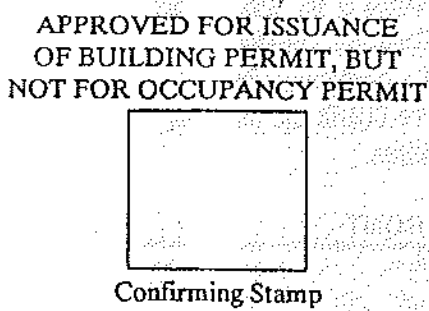 APPROVED FOR ISSUANCE
OF BUILDING PERMIT, BUT
NOT FOR OCCUPANCY PERMIT
Confirming Stamp